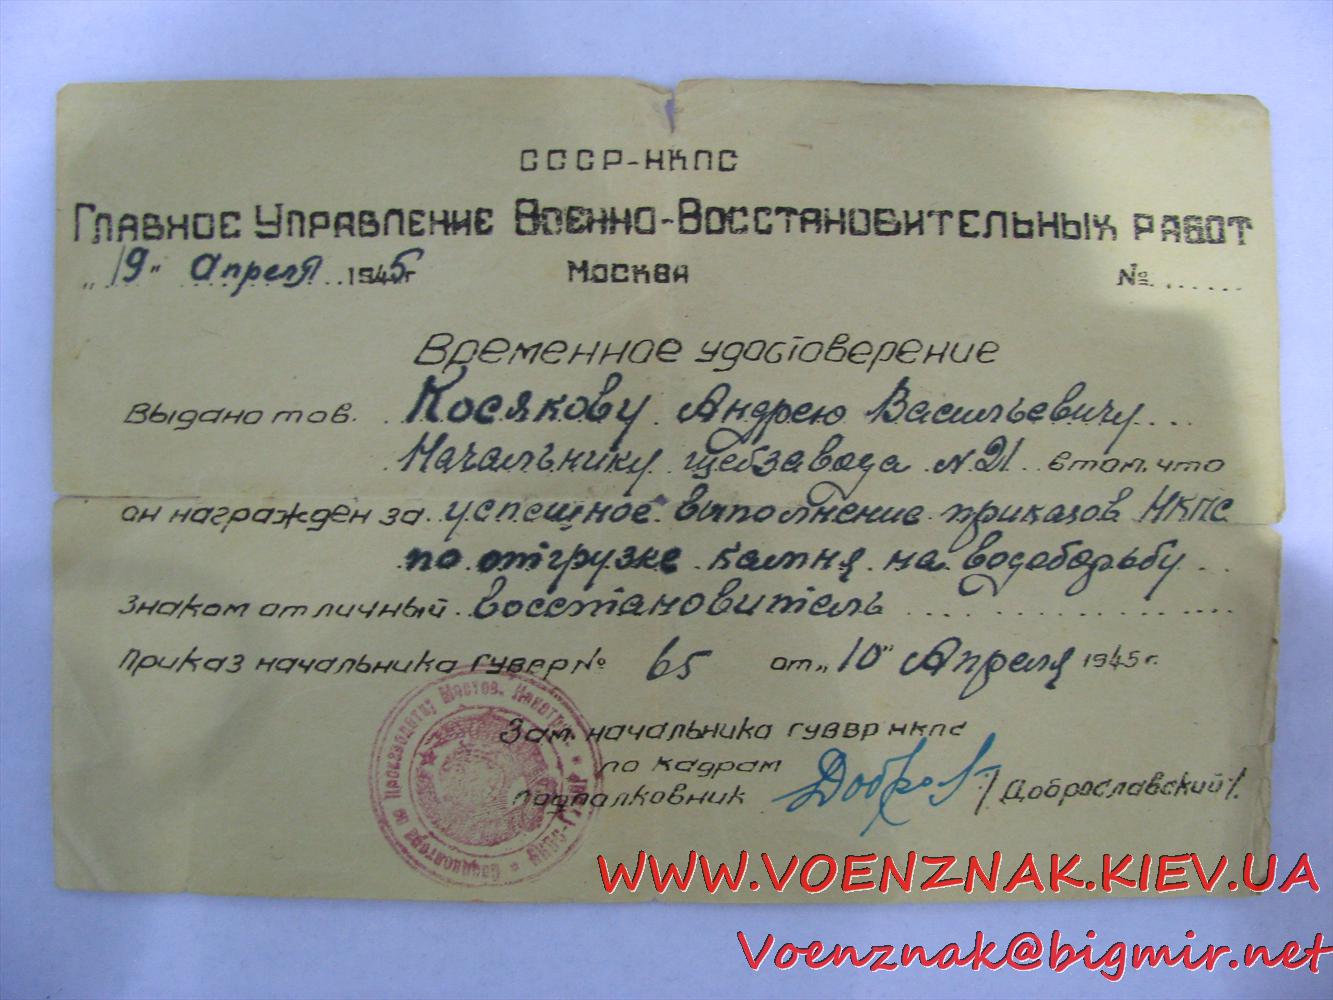 СССР-НКПС
Главное Управление Военно-Восстановительных работ
„19" Апреля 1945г Москва №
Временное удостоверение
Выдано тов. Косякову Андрею Васильевичу
Начальнику щебзавода N 21 в том, что
он награжден за успешное выполнение приказов НКПС
по отгрузке камня на водоборьбу
Знаком отличный восстановитель
Приказ начальника ГУВВР № 65 от „10" Апреля 1945 г.
Зам. начальника ГУВВР НКПС
по кадрам
Подполковник /Доброславский/.
WWW.VOENZNAK.KIEV.UA
Voenznak@bigmir.net